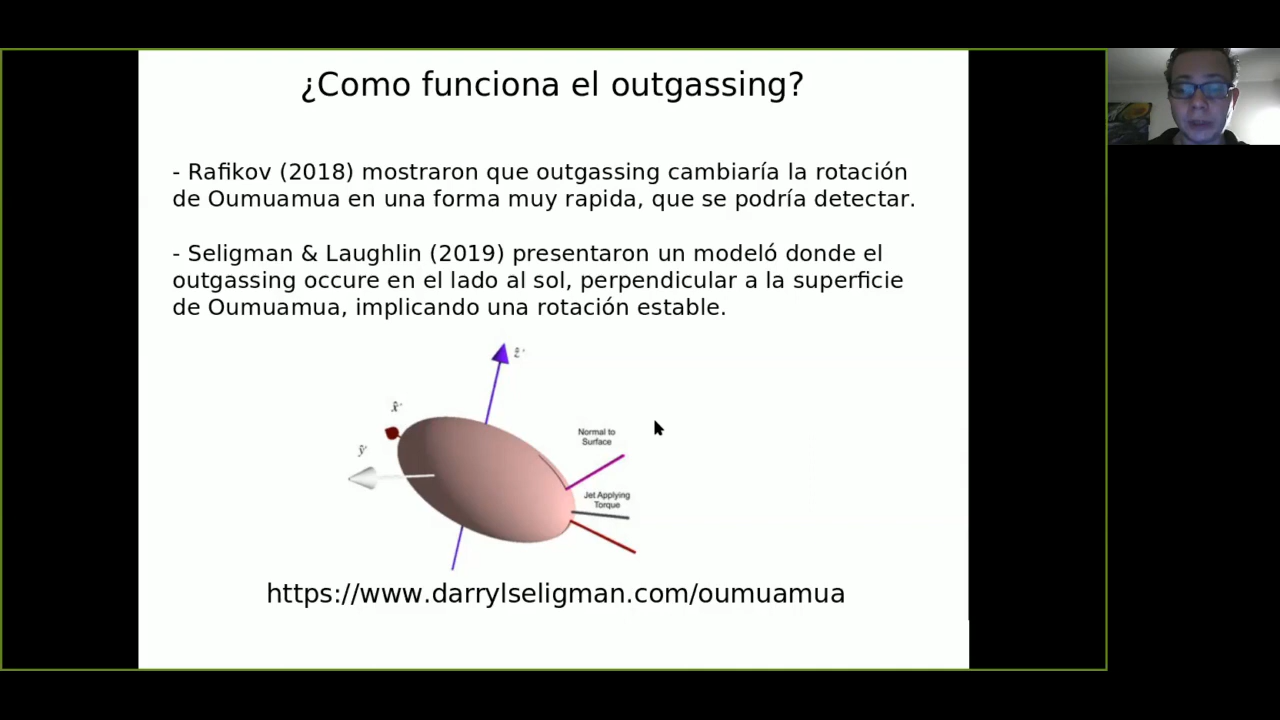 ¿Como funciona el outgassing?
- Rafikov (2018) mostraron que outgassing cambiaría la rotación
de Oumuamua en una forma muy rapida, que se podría detectar.
- Seligman & Laughlin (2019) presentaron un modeló donde el
outgassing occure en el lado al sol, perpendicular a la superficie
de Oumuamua, implicando una rotación estable.
Normal to
Surface
Jet Applying
Torque
https://www.darrylseligman.com/oumuamua